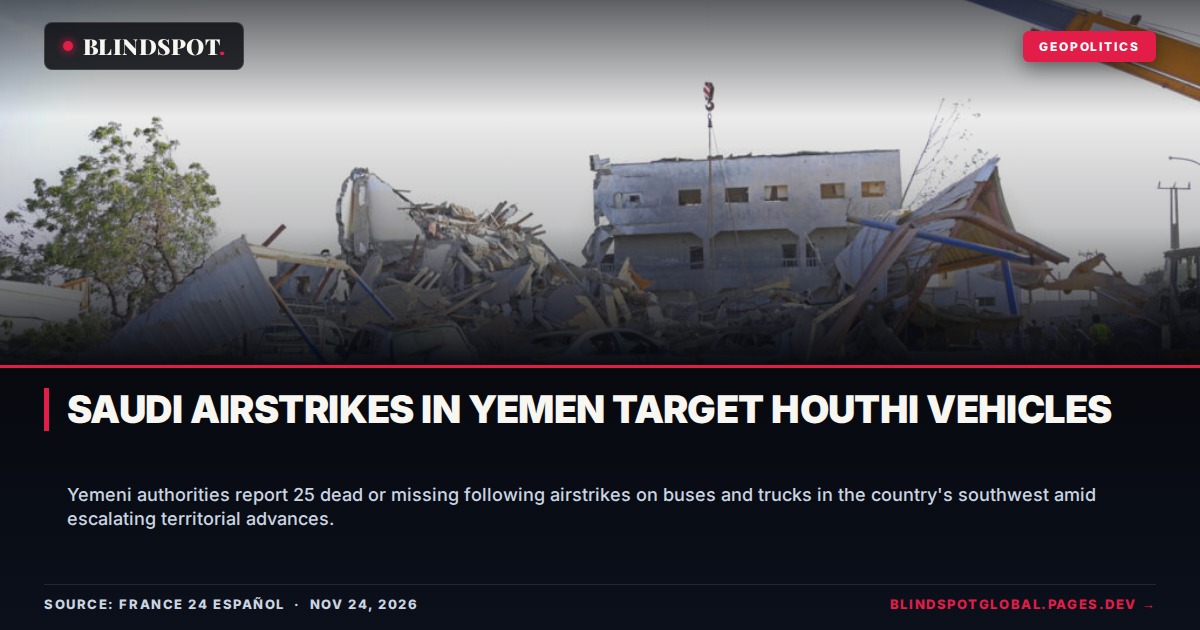 BLINDSPOT.
GEOPOLITICS
SAUDI AIRSTRIKES IN YEMEN TARGET HOUTHI VEHICLES
Yemeni authorities report 25 dead or missing following airstrikes on buses and trucks in the country's southwest amid
escalating territorial advances.
SOURCE: FRANCE 24 ESPAÑOL · NOV 24, 2026
BLINDSPOTGLOBAL.PAGES.DEV →